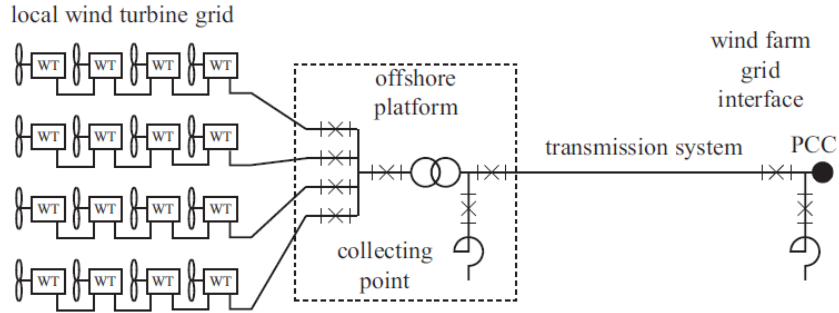 local wind turbine grid
WT WT WT WT
WT WT WT WT
WT WT WT WT
WT WT WT WT
offshore
platform
collecting
point
transmission system
wind farm
grid
interface
PCC